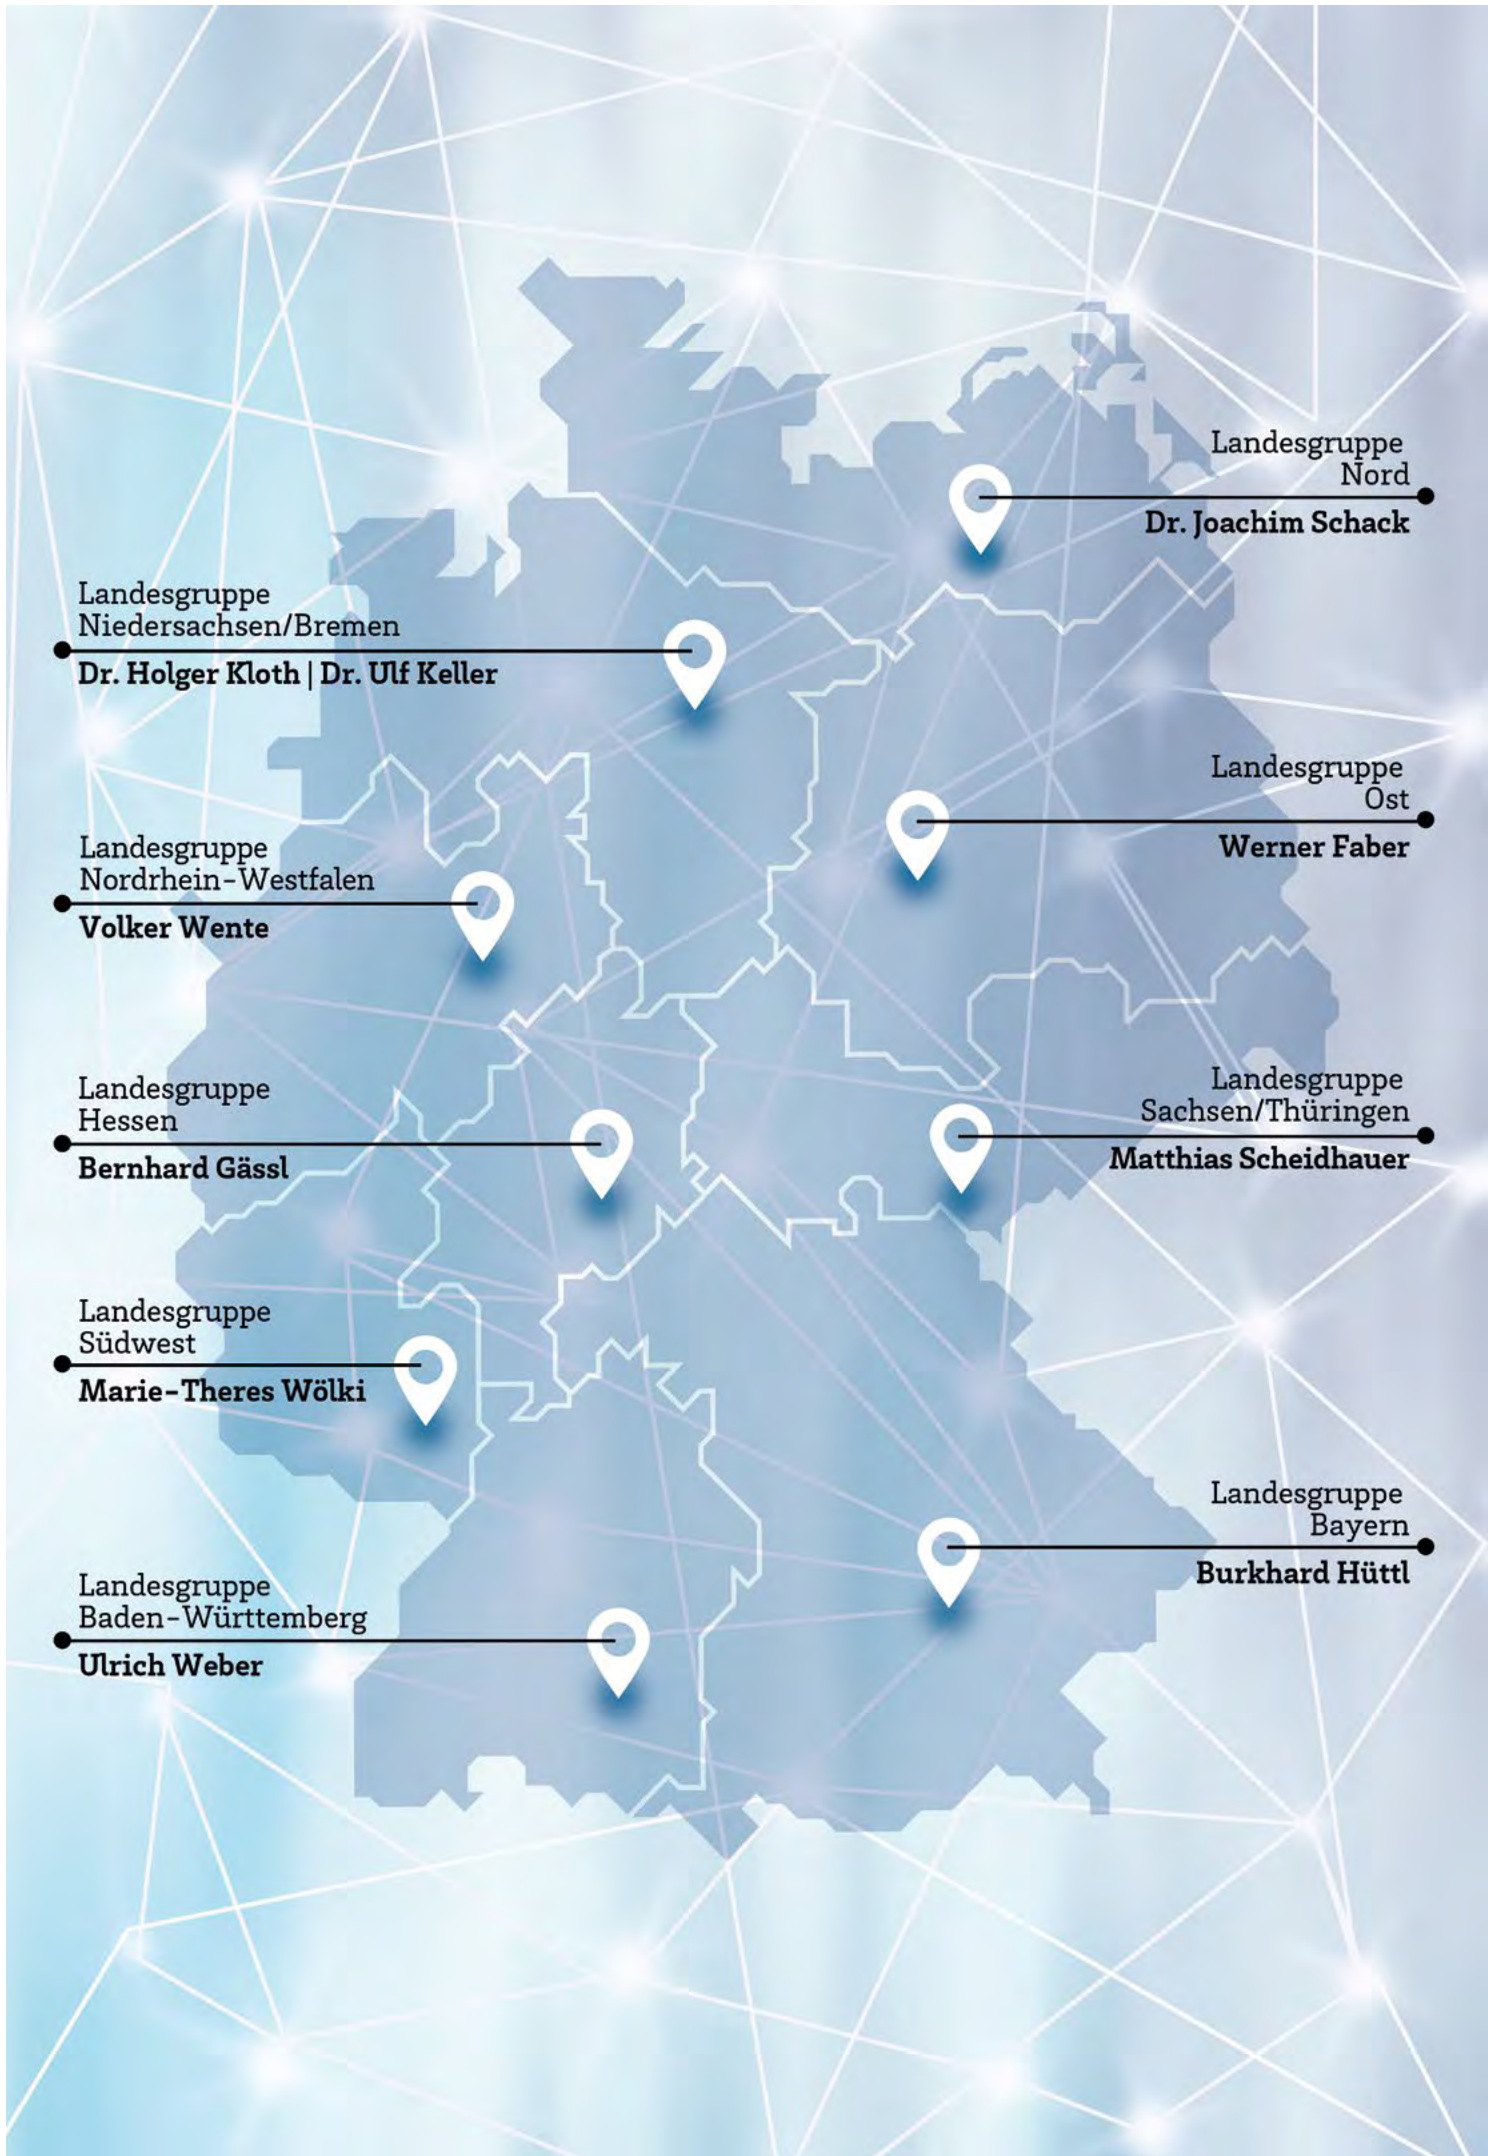 Landesgruppe
Nord
Dr. Joachim Schack
Landesgruppe
Niedersachsen/Bremen
Dr. Holger Kloth | Dr. Ulf Keller
Landesgruppe
Ost
Werner Faber
Landesgruppe
Nordrhein-Westfalen
Volker Wente
Landesgruppe
Sachsen/Thüringen
Matthias Scheidhauer
Landesgruppe
Hessen
Bernhard Gässl
Landesgruppe
Südwest
Marie-Theres Wölki
Landesgruppe
Bayern
Burkhard Hüttl
Landesgruppe
Baden-Württemberg
Ulrich Weber